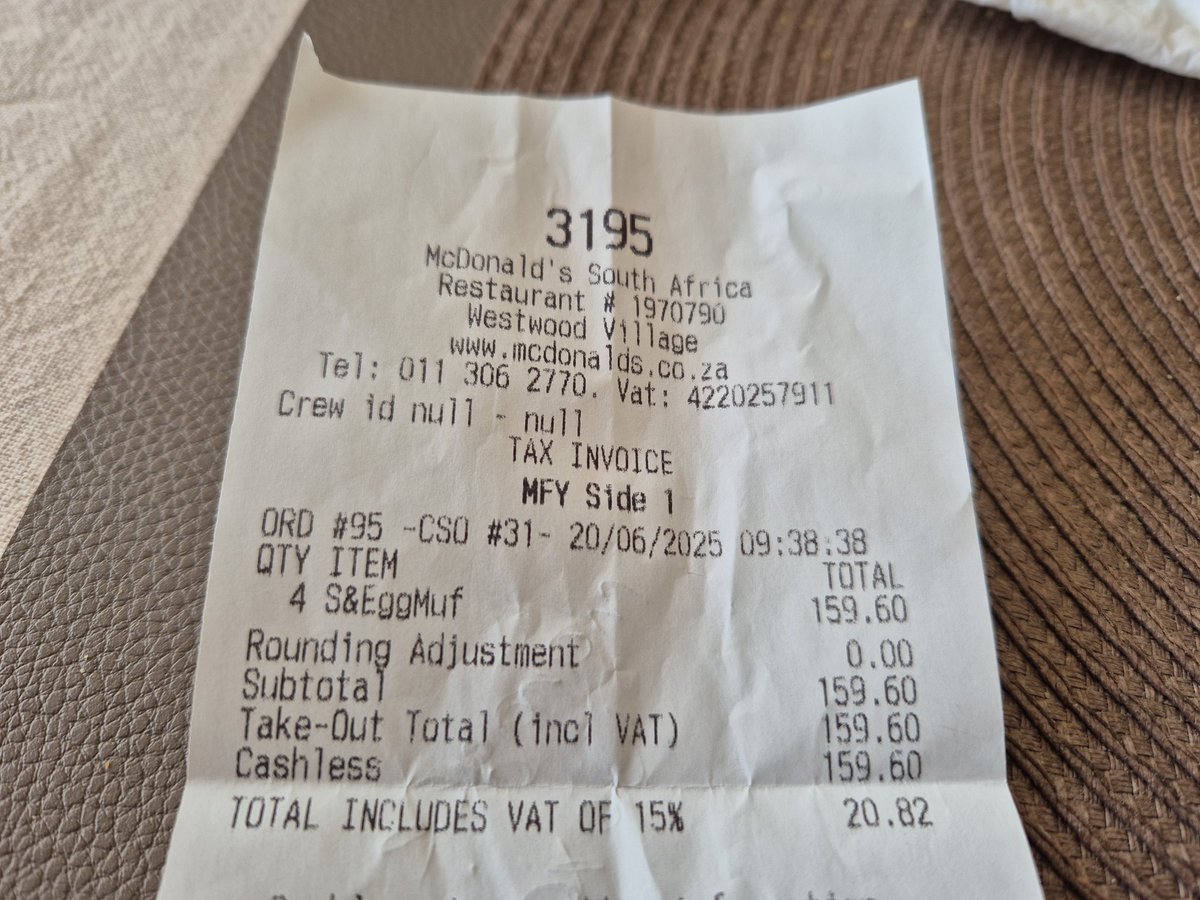 3195
McDonald's South Africa
Restaurant # 1970790
Westwood Village
www.mcdonalds.co.za
Tel: 011 306 2770. Vat: 4220257911
Crew id null - null
TAX INVOICE
MFY Side 1
ORD #95 -CSO #31- 20/06/2025 09:38:38
QTY ITEM TOTAL
4 S&EggMuf 159.60
Rounding Adjustment 0.00
Subtotal 159.60
Take-Out Total (incl VAT) 159.60
Cashless 159.60
TOTAL INCLUDES VAT OF 15% 20.82